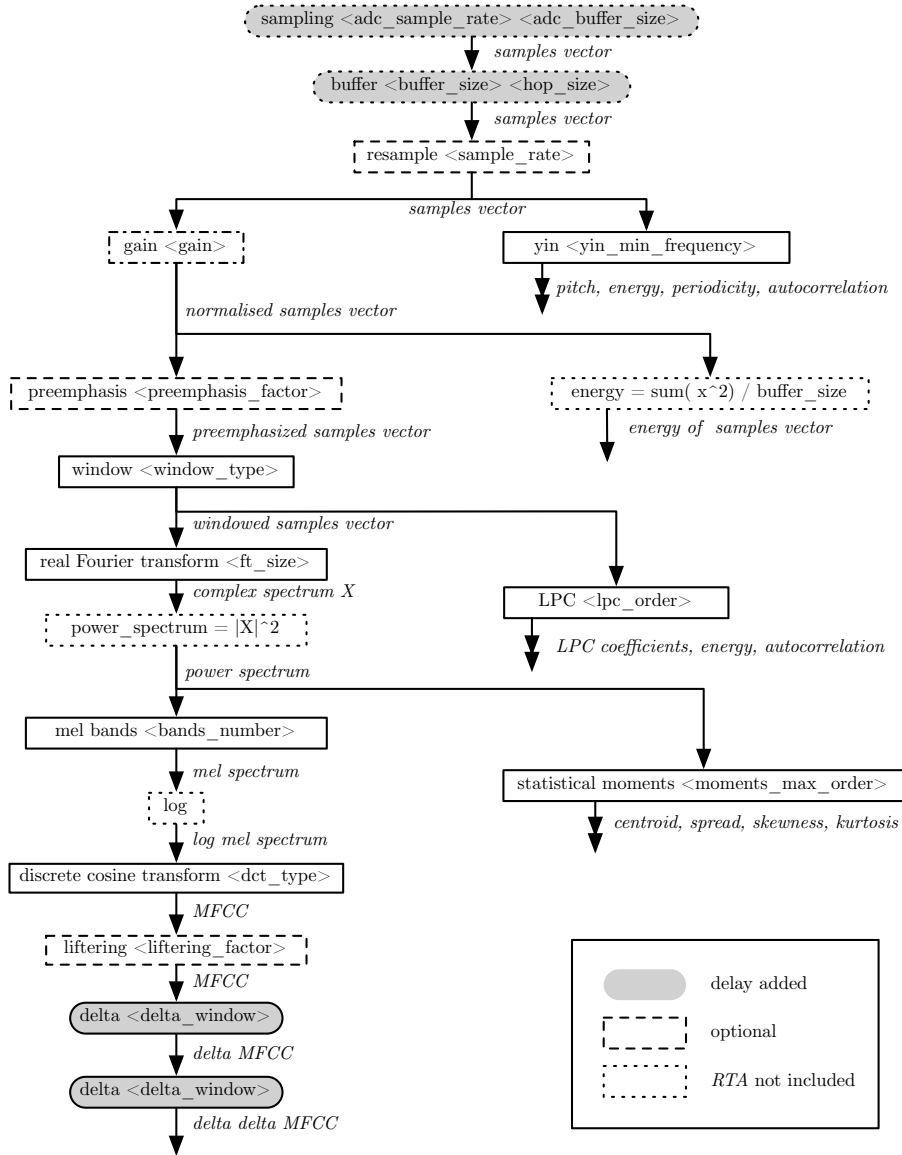 sampling <adc_sample_rate> <adc_buffer_size>
samples vector
buffer <buffer_size> <hop_size>
samples vector
resample <sample_rate>
samples vector
gain <gain>
yin <yin_min_frequency>
pitch, energy, periodicity, autocorrelation
normalised samples vector
preemphasis <preemphasis_factor>
energy = sum( x^2) / buffer_size
preemphasized samples vector
energy of samples vector
window <window_type>
windowed samples vector
real Fourier transform <ft_size>
complex spectrum X
LPC <lpc_order>
power_spectrum = |X|^2
LPC coefficients, energy, autocorrelation
power spectrum
mel bands <bands_number>
mel spectrum
statistical moments <moments_max_order>
log
centroid, spread, skewness, kurtosis
log mel spectrum
discrete cosine transform <dct_type>
MFCC
liftering <liftering_factor>
MFCC
delta <delta_window>
delta MFCC
delta <delta_window>
delta delta MFCC
delay added
optional
RTA not included